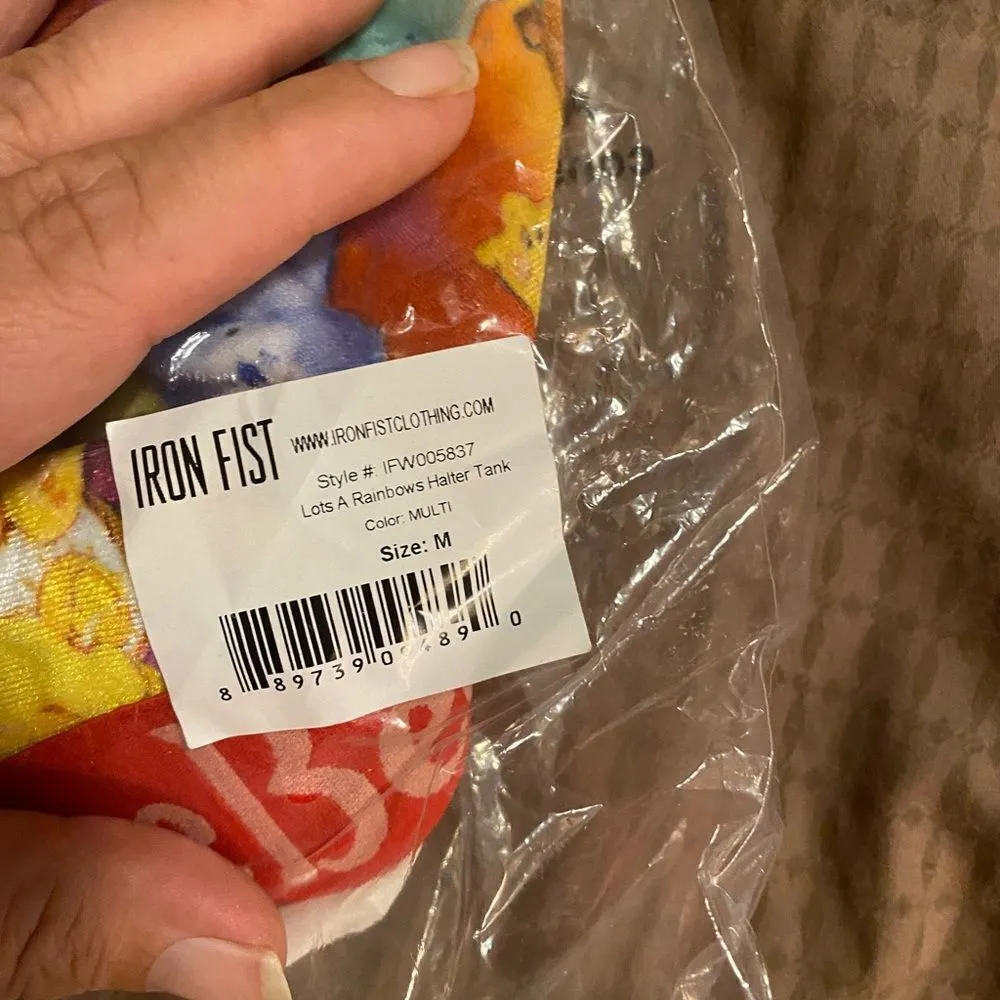 IRON FIST WWW.IRONFISTCLOTHING.COM
Style #: IFW005837
Lots A Rainbows Halter Tank
Color: MULTI
Size: M